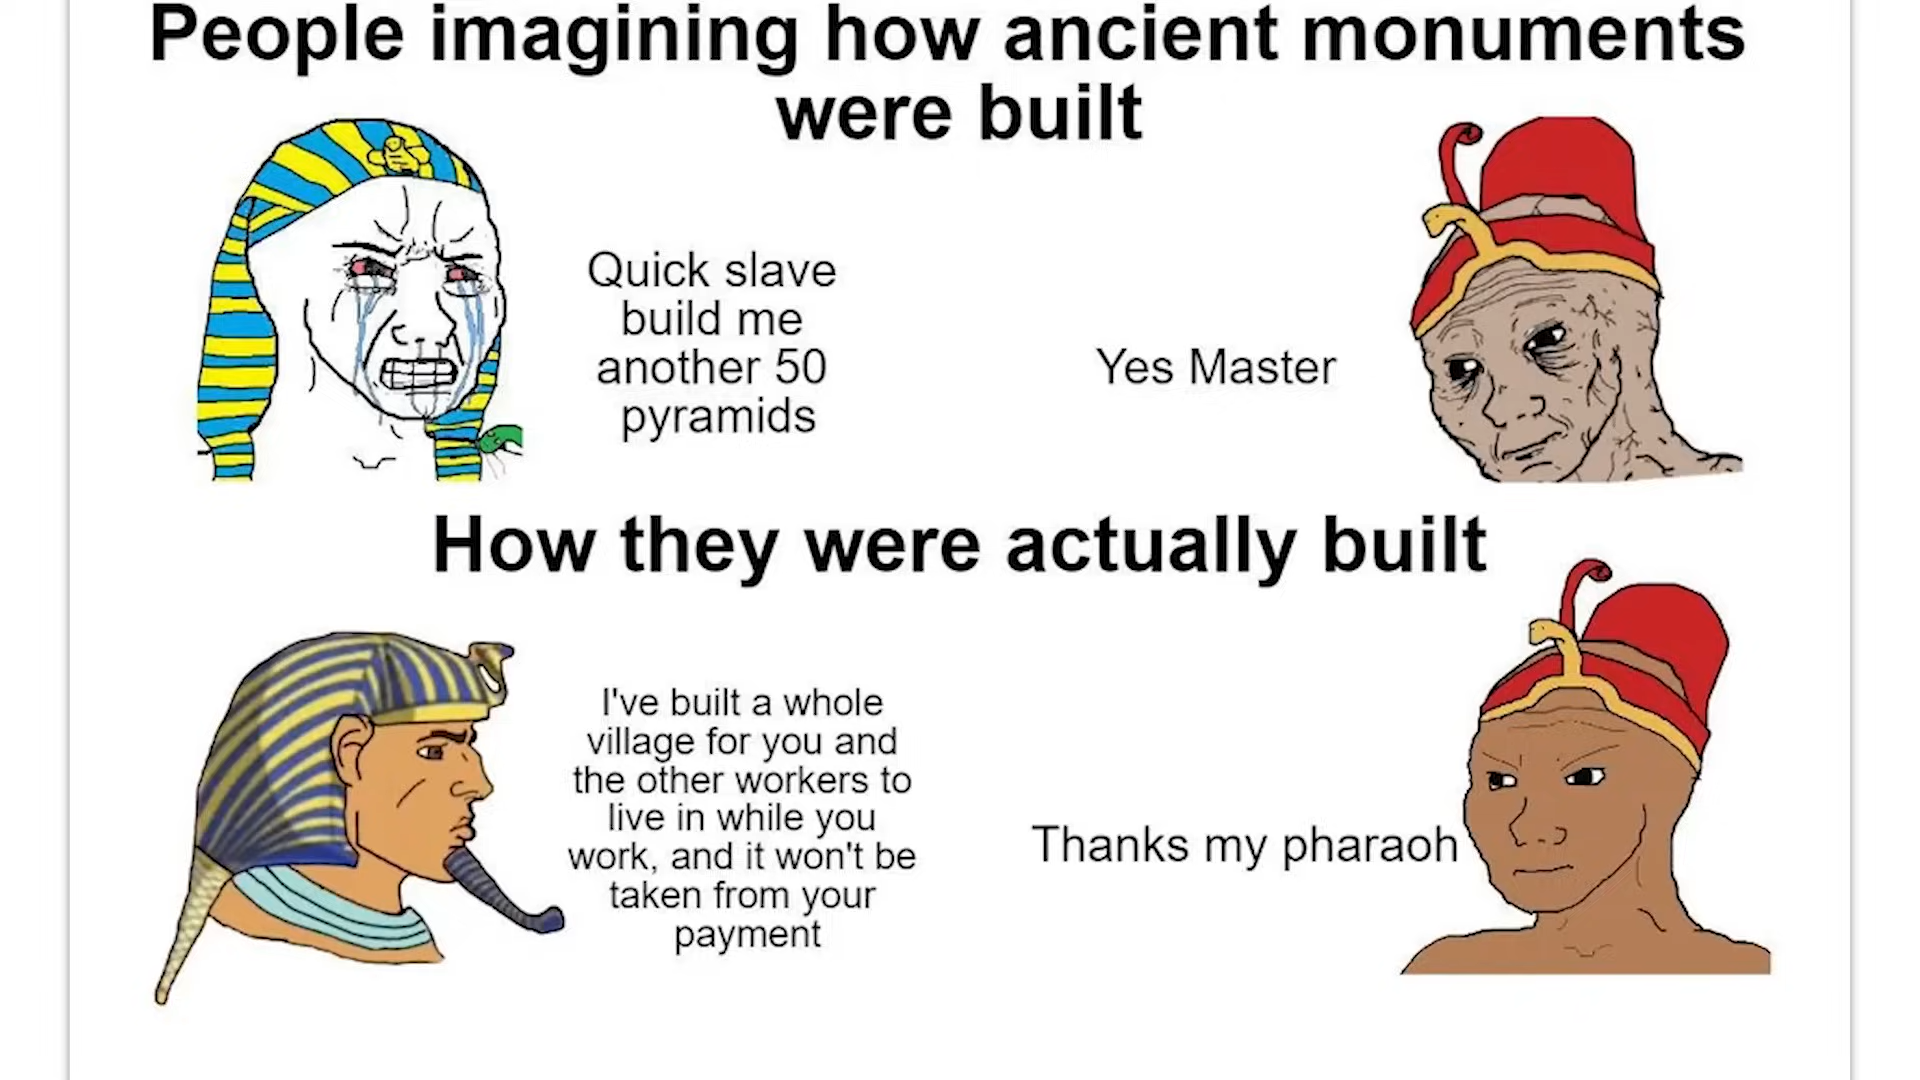 People imagining how ancient monuments
were built
Quick slave
build me
another 50
pyramids
Yes Master
How they were actually built
I've built a whole
village for you and
the other workers to
live in while you
work, and it won't be
taken from your
payment
Thanks my pharaoh